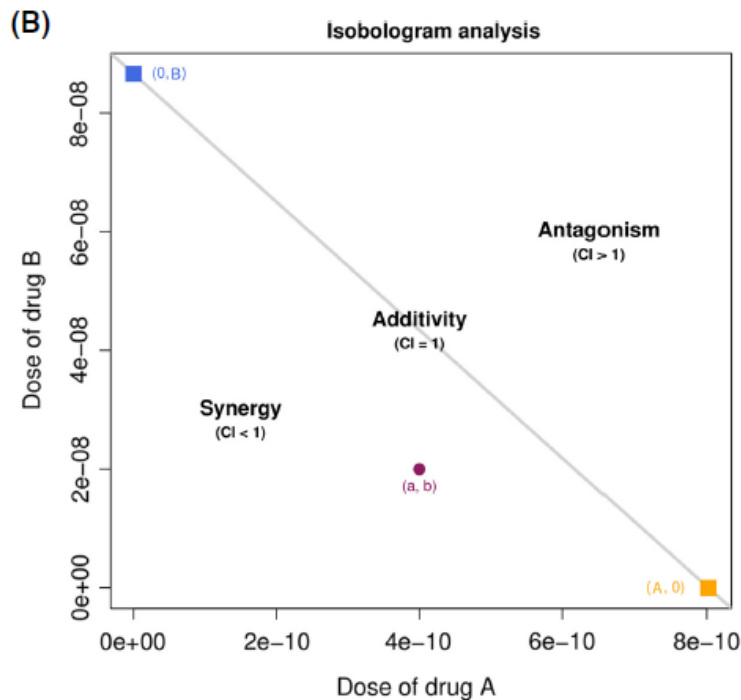 (B)
Isobologram analysis
(0,B)
8e−08
Antagonism
(CI > 1)
6e−08
Additivity
(CI = 1)
4e−08
Synergy
(CI < 1)
2e−08
(a, b)
(A, 0)
0e+00
Dose of drug B
0e+00 2e−10 4e−10 6e−10 8e−10
Dose of drug A